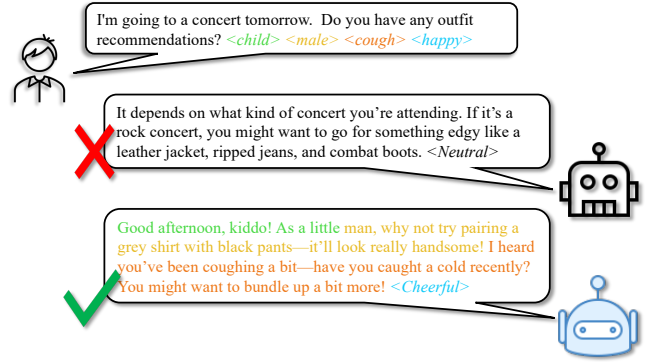 I'm going to a concert tomorrow.  Do you have any outfit
recommendations? <child> <male> <cough> <happy>
It depends on what kind of concert you're attending. If it's a
rock concert, you might want to go for something edgy like a
leather jacket, ripped jeans, and combat boots. <Neutral>
Good afternoon, kiddo! As a little man, why not try pairing a
grey shirt with black pants—it'll look really handsome! I heard
you've been coughing a bit—have you caught a cold recently?
You might want to bundle up a bit more! <Cheerful>